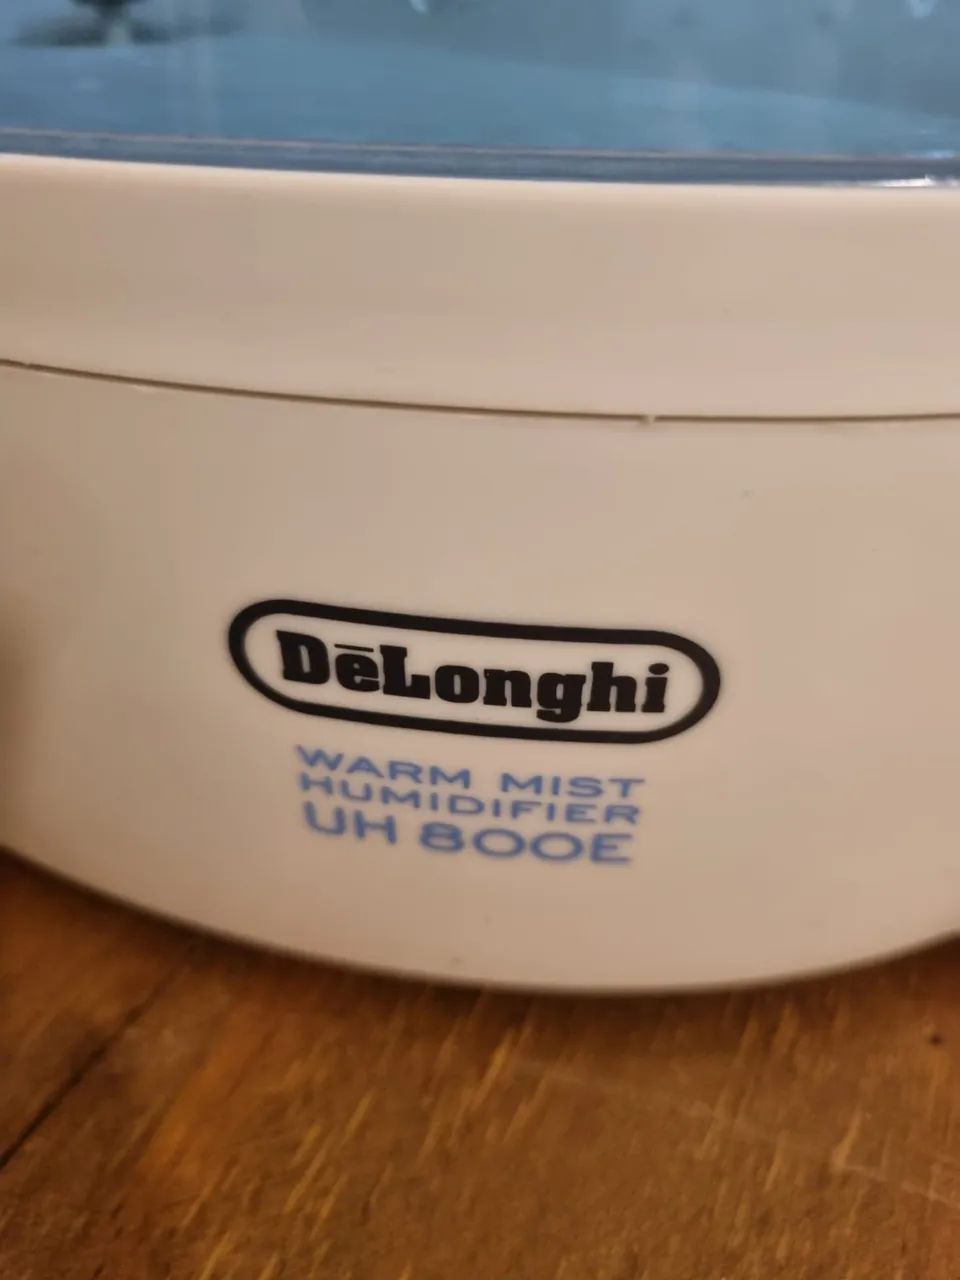 DēLonghi
WARM MIST
HUMIDIFIER
UH 800E